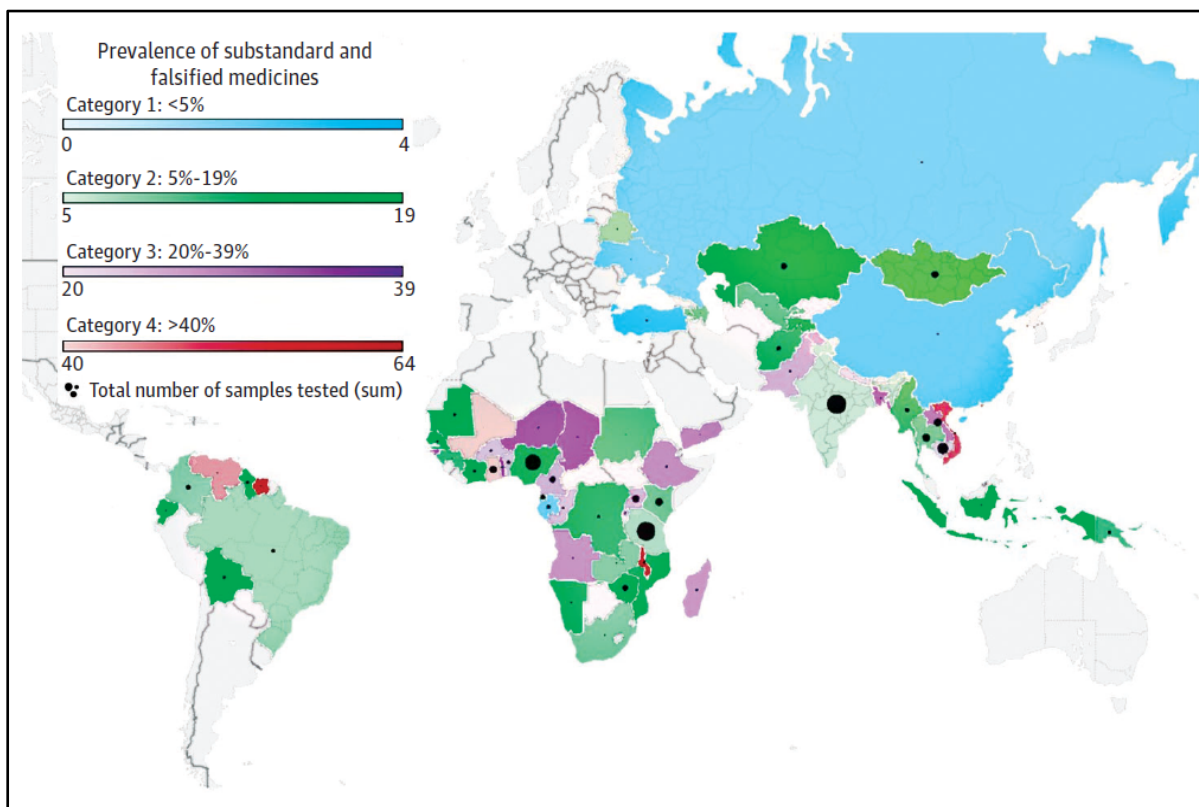 Prevalence of substandard and
falsified medicines
Category 1: <5%
0 4
Category 2: 5%-19%
5 19
Category 3: 20%-39%
20 39
Category 4: >40%
40 64
Total number of samples tested (sum)